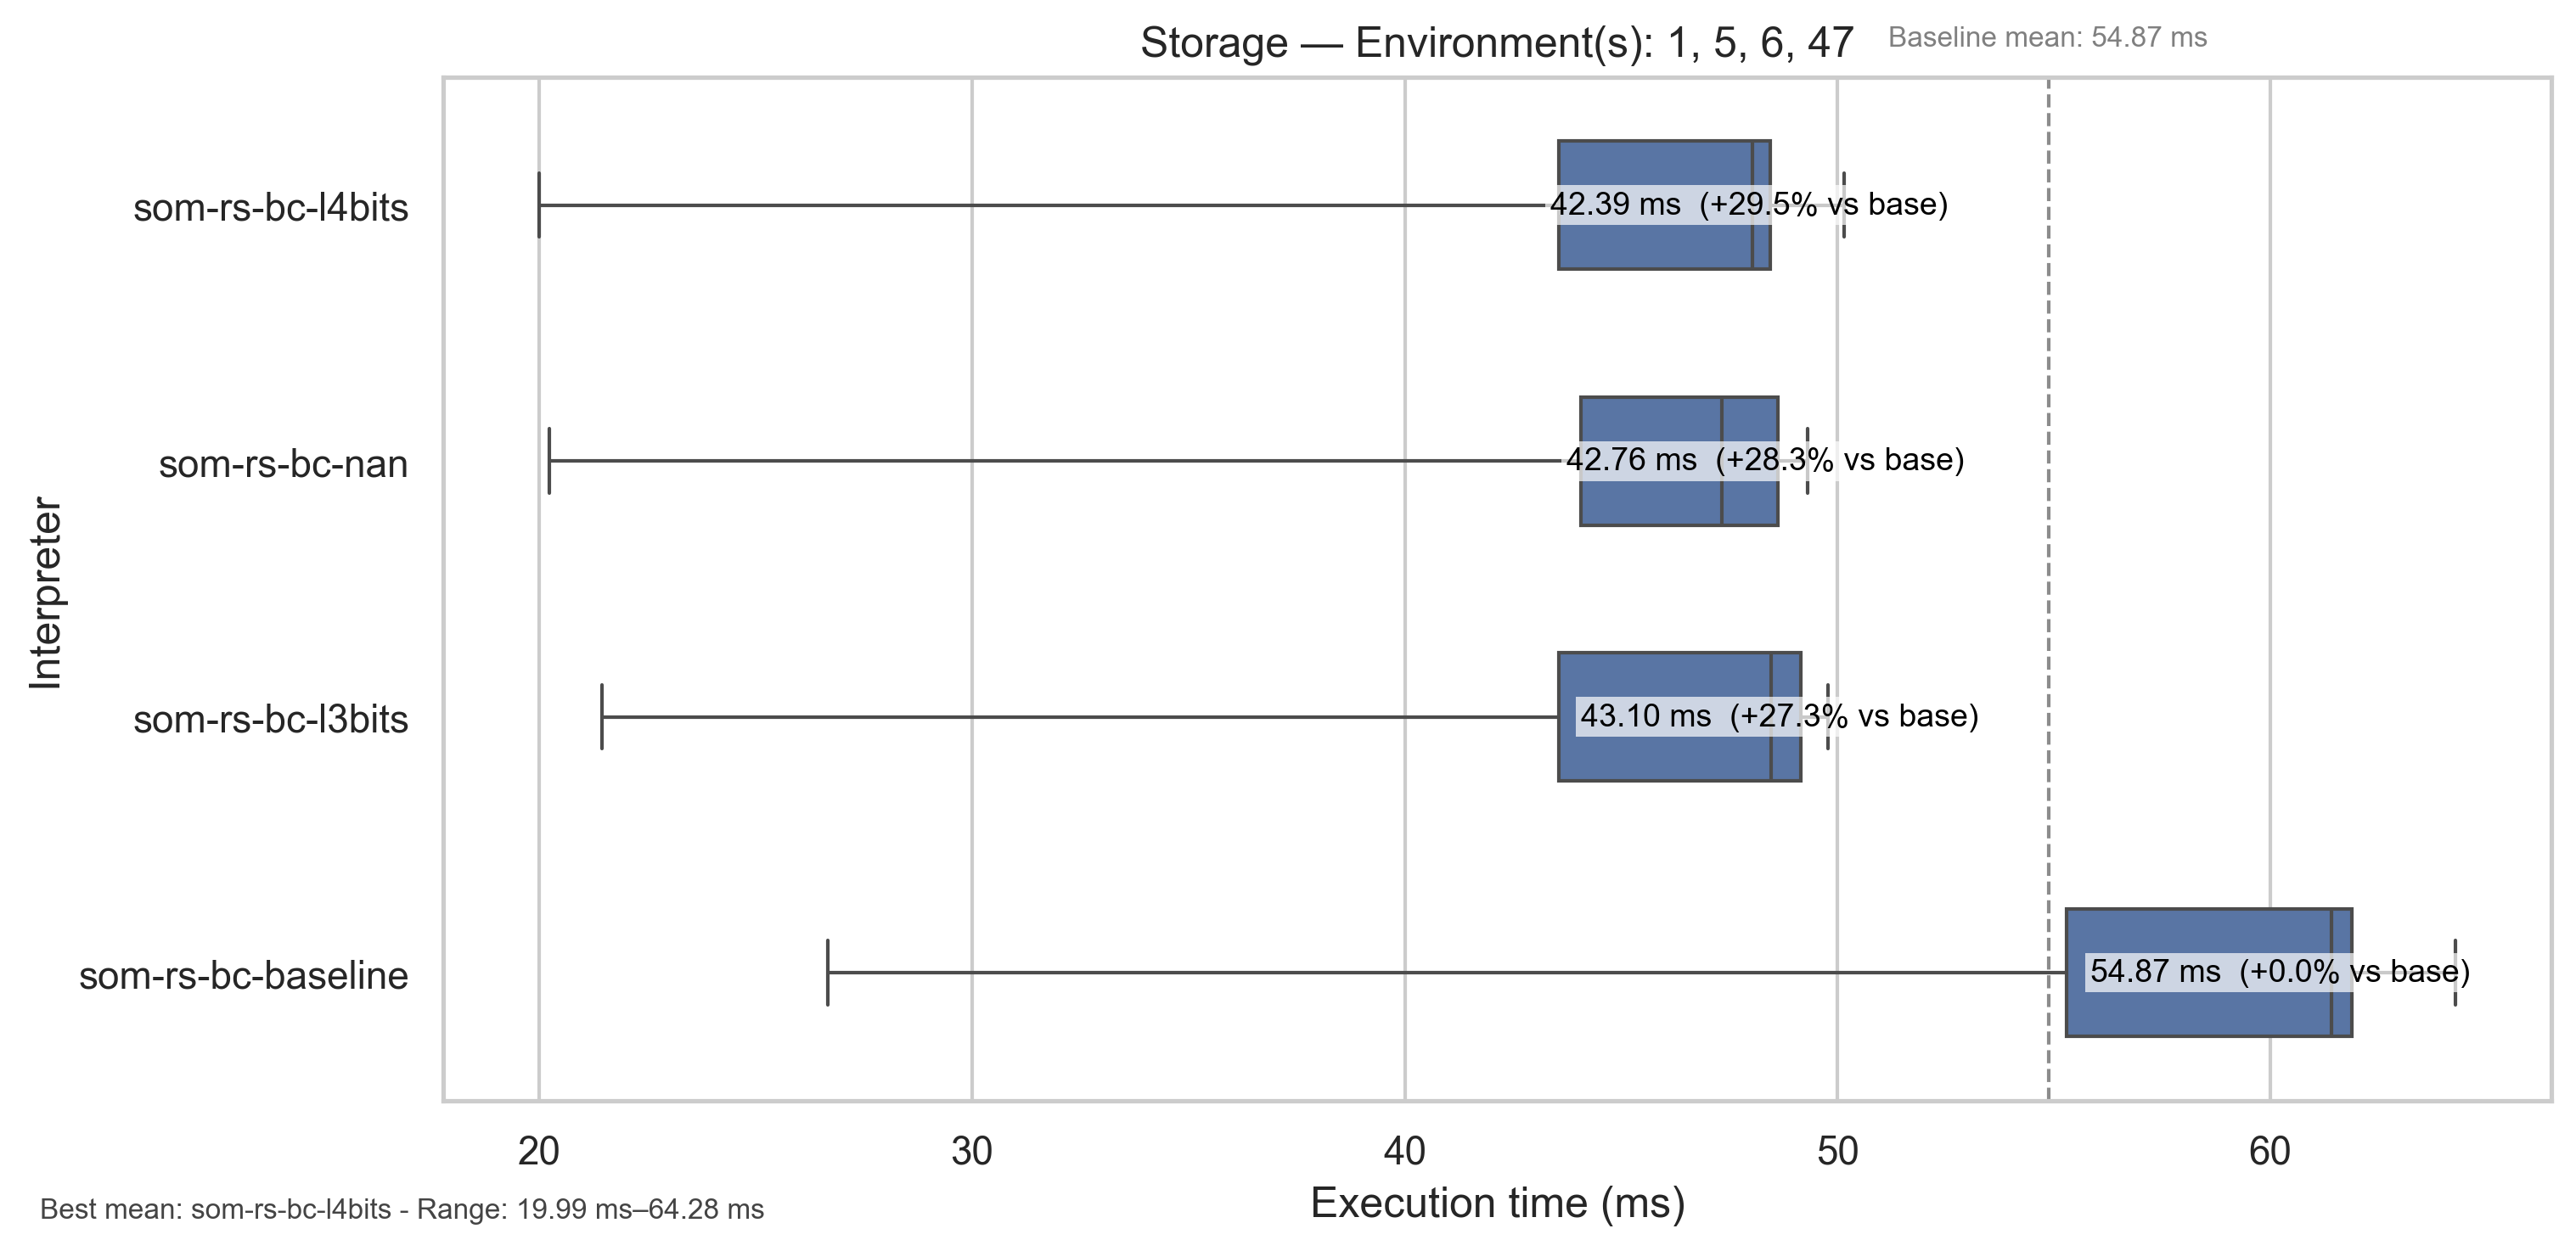 Storage — Environment(s): 1, 5, 6, 47
Baseline mean: 54.87 ms
Interpreter
som-rs-bc-l4bits
42.39 ms (+29.5% vs base)
som-rs-bc-nan
42.76 ms (+28.3% vs base)
som-rs-bc-l3bits
43.10 ms (+27.3% vs base)
som-rs-bc-baseline
54.87 ms (+0.0% vs base)
20 30 40 50 60
Execution time (ms)
Best mean: som-rs-bc-l4bits - Range: 19.99 ms–64.28 ms